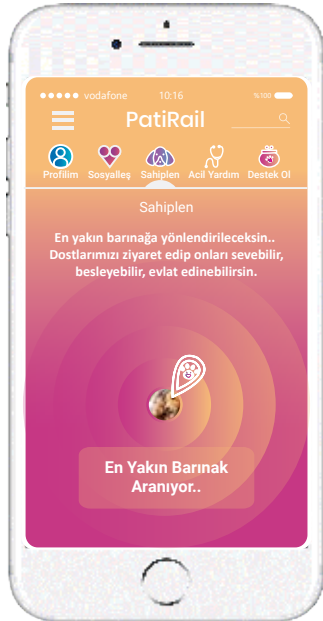 vodafone 10:16 %100
PatiRail
Profilim Sosyalleş Sahiplen Acil Yardım Destek Ol
Sahiplen
En yakın barınağa yönlendirileceksin..
Dostlarımızı ziyaret edip onları sevebilir,
besleyebilir, evlat edinebilirsin.
En Yakın Barınak
Aranıyor..